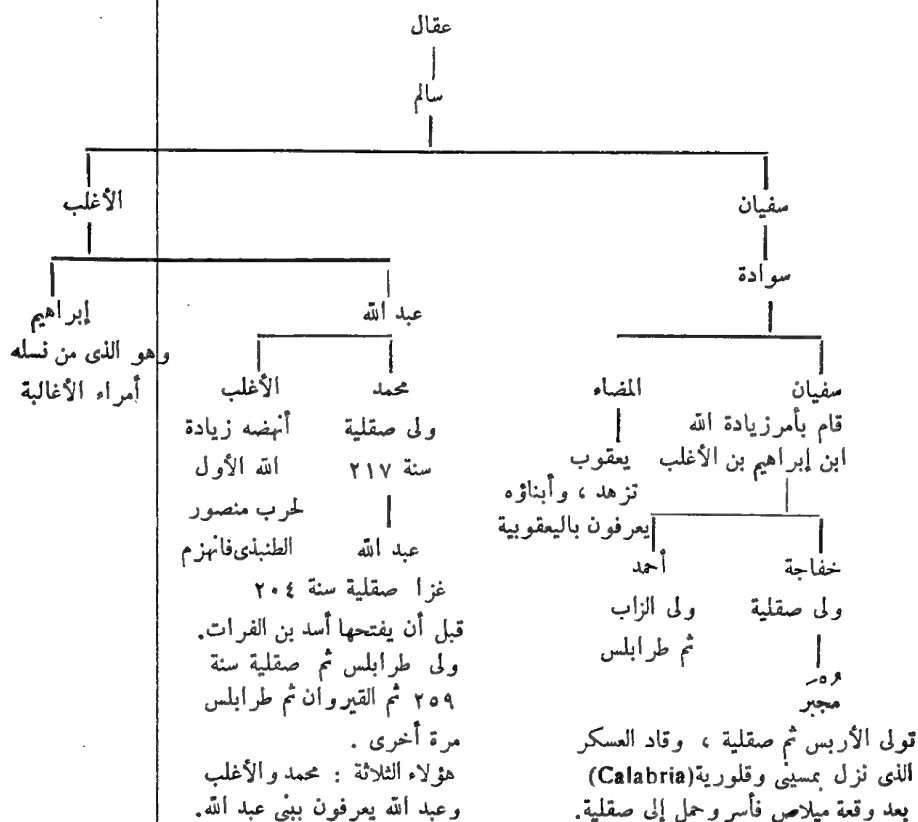 عقال
سالم
سفيان
الأغلب
سوادة
عبد الله
إبراهيم
وهو الذى من نسله
أمراء الأغالبة
سفيان
قام بأمرزيادة الله
ابن إبراهيم بن الأغلب
المضاء
يعقوب
تزهد ، وأبناؤه
يعرفون باليعقوبية
محمد
ولى صقلية
سنة ٢١٧
الأغلب
أنهضه زيادة
الله الأول
لحرب منصور
الطنبذى فانهزم
خفاجة
ولى صقلية
أحمد
ولى الزاب
ثم طرابلس
عبد الله
غزا صقلية سنة ٢٠٤
قبل أن يفتحها أسد بن الفرات.
ولى طرابلس ثم صقلية سنة
٢٥٩ ثم القيروان ثم طرابلس
مرة أخرى .
هؤلاء الثلاثة : محمد والأغلب
وعبد الله يعرفون ببنى عبد الله.
مُجْبَر
تولى الأربس ثم صقلية ، وقاد العسكر
الذى نزل بمسينى وقلورية (Calabria)
بعد وقعة ميلاص فأسر وحمل إلى صقلية.